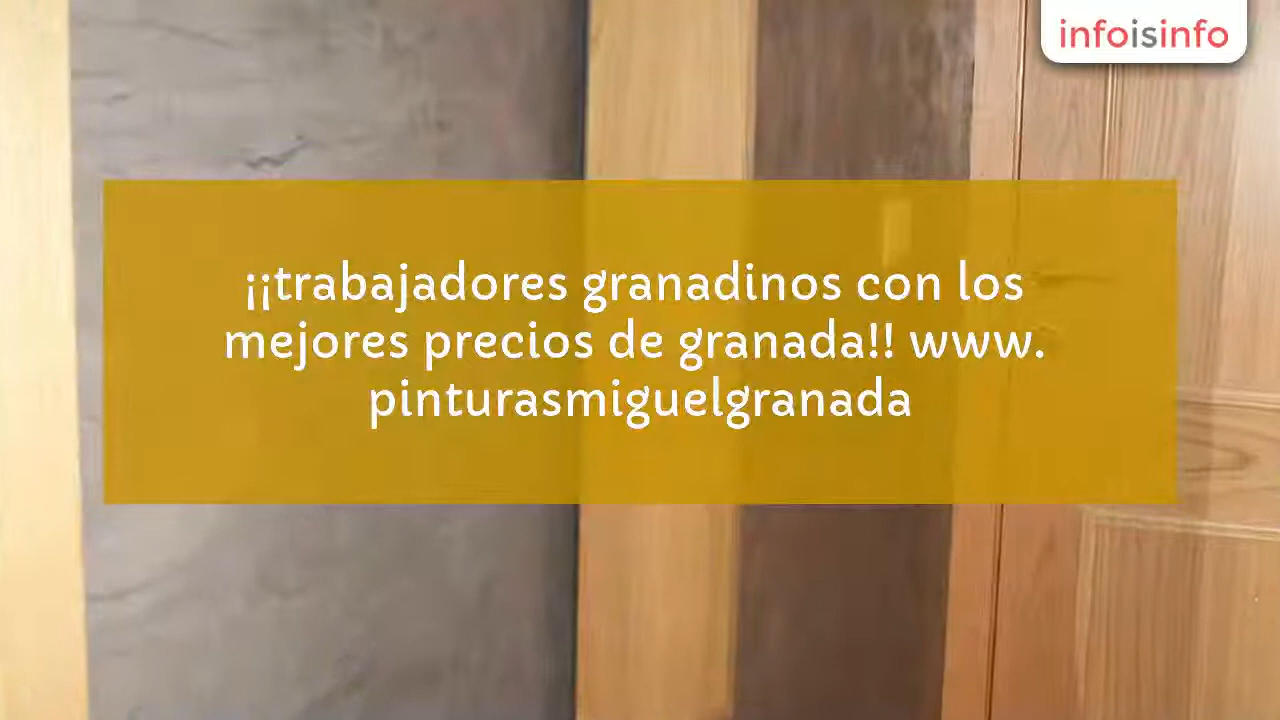 infoisinfo
¡¡trabajadores granadinos con los
mejores precios de granada!! www.
pinturasmiguelgranada